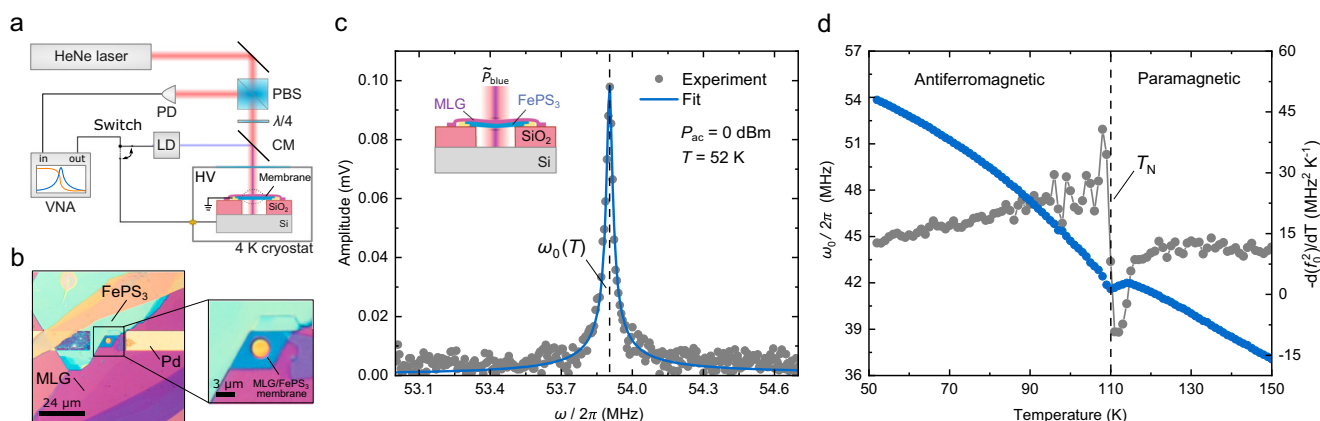 a
HeNe laser
PBS
PD
λ/4
Switch
LD
CM
in out
VNA
HV
Membrane
SiO2
Si
4 K cryostat
b
FePS3
Pd
MLG
24 µm
3 µm
MLG/FePS3
membrane
c
0.10
0.08
0.06
0.04
0.02
0.00
Amplitude (mV)
P̃blue
MLG
FePS3
SiO2
Si
Experiment
Fit
Pac = 0 dBm
T = 52 K
ω0(T)
53.1 53.4 53.7 54.0 54.3 54.6
ω / 2π (MHz)
d
57
54
51
48
45
42
39
36
ω0/ 2π (MHz)
Antiferromagnetic
Paramagnetic
TN
60
45
30
15
0
-15
-d(f0²)/dT (MHz² K⁻¹)
50 70 90 110 130 150
Temperature (K)